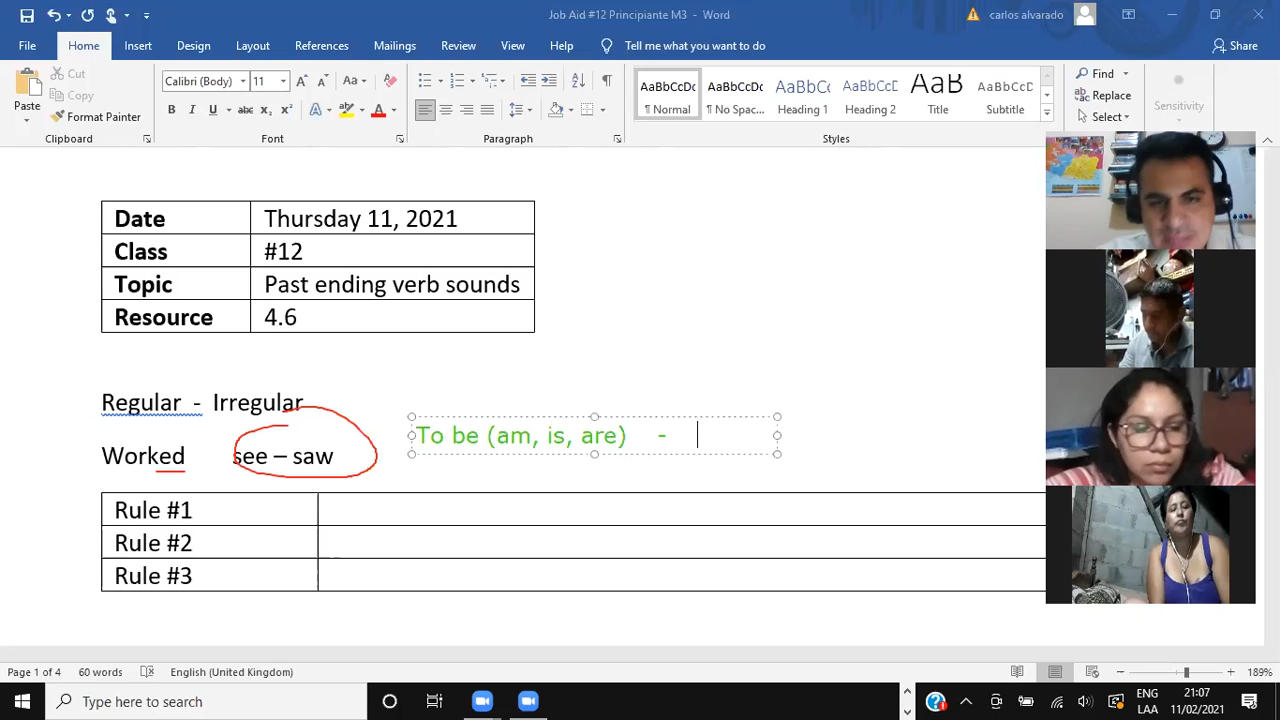 Job Aid #12 Principiante M3 - Word
carlos alvarado
File Home Insert Design Layout References Mailings Review View Help Tell me what you want to do Share
Paste
Cut
Copy
Format Painter
Clipboard
Calibri (Body) 11
Font
Paragraph
AaBbCcDc AaBbCcDc AaBbCc AaBbCcD AaB AaBbCcD
¶ Normal ¶ No Spac... Heading 1 Heading 2 Title Subtitle
Styles
Find
Replace
Select
Sensitivity
Date Thursday 11, 2021
Class #12
Topic Past ending verb sounds
Resource 4.6
Regular - Irregular
Worked see – saw
To be (am, is, are) -
Rule #1
Rule #2
Rule #3
Page 1 of 4 60 words English (United Kingdom) 189%
Type here to search
ENG
LAA
21:07
11/02/2021